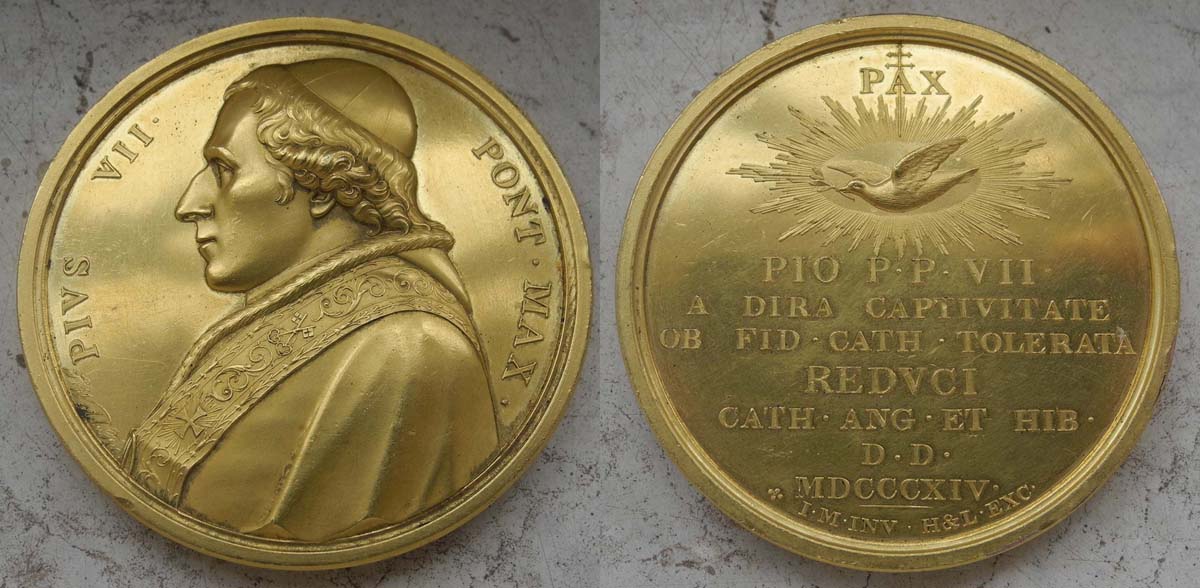 PIVS VII. PONT·MAX·
PAX
PIO P·P·VII·
A DIRA CAPTIVITATE
OB FID·CATH·TOLERATA
REDVCI
CATH·ANG·ET HIB·
D·D·
MDCCCXIV·
I·M·INV·H&L·EXC·